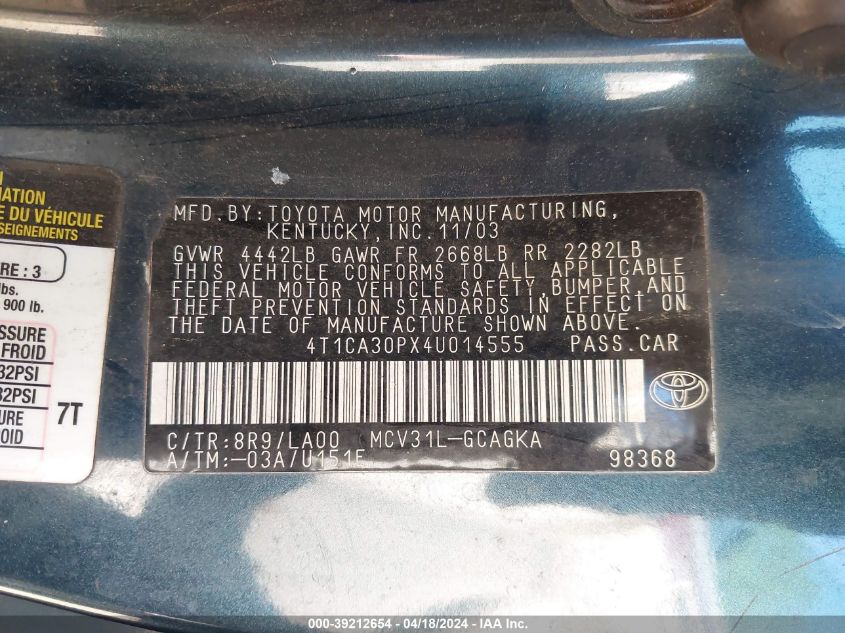 N
MATION
E DU VÉHICULE
SEIGNEMENTS
RE : 3
lbs.
900 lb.
ESSURE
FROID
32PSI
32PSI
URE
OID
7T
MFD. BY: TOYOTA MOTOR MANUFACTURING,
KENTUCKY, INC. 11/03
GVWR 4442LB GAWR FR 2668LB RR 2282LB
THIS VEHICLE CONFORMS TO ALL APPLICABLE
FEDERAL MOTOR VEHICLE SAFETY, BUMPER, AND
THEFT PREVENTION STANDARDS IN EFFECT ON
THE DATE OF MANUFACTURE SHOWN ABOVE.
4T1CA30PX4U014555 PASS.CAR
C/TR:8R9/LA00 MCV31L-GCAGKA
A/TM:-03A/U151E 98368
000-39212654 - 04/18/2024 - IAA, Inc.